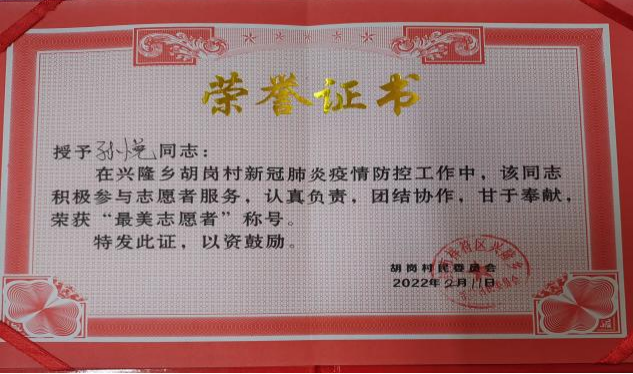 荣誉证书
授予孙悦同志：
在兴隆乡胡岗村新冠肺炎疫情防控工作中，该同志
积极参与志愿者服务，认真负责，团结协作，甘于奉献，
荣获“最美志愿者”称号。
特发此证，以资鼓励。
胡岗村民委员会
2022年2月11日